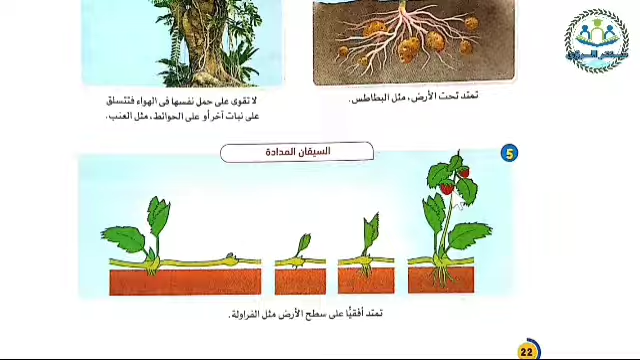 تمتد تحت الأرض، مثل البطاطس.
لا تقوى على حمل نفسها في الهواء فتتسلق
على نبات آخر أو على الحوائط، مثل العنب.
5
السيقان المدادة
تمتد أفقيًّا على سطح الأرض مثل الفراولة.
22